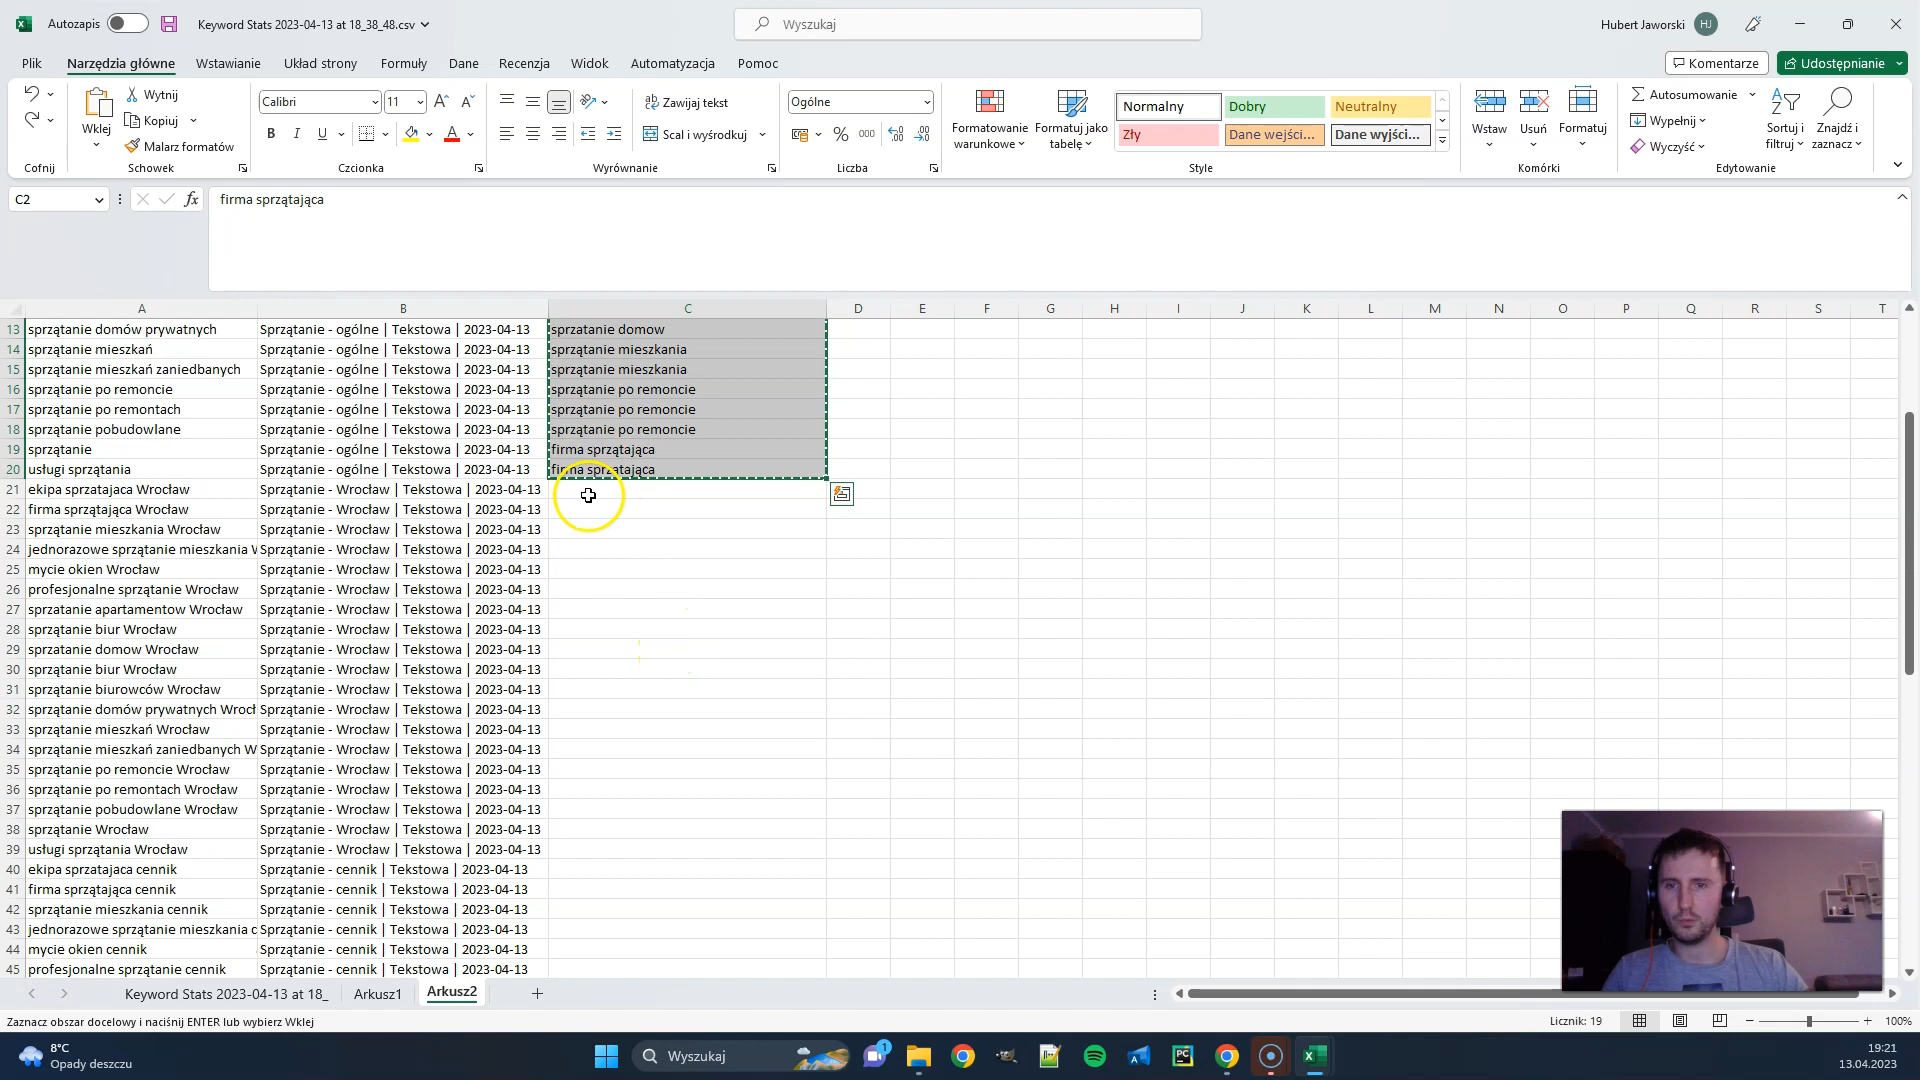 Autozapis
Keyword Stats 2023-04-13 at 18_38_48.csv
Wyszukaj
Hubert Jaworski
HJ
Plik
Narzędzia główne
Wstawianie
Układ strony
Formuły
Dane
Recenzja
Widok
Automatyzacja
Pomoc
Komentarze
Udostępnianie
Wklej
Wytnij
Kopiuj
Malarz formatów
Calibri
11
B I U
Zawijaj tekst
Scal i wyśrodkuj
Ogólne
Formatowanie warunkowe
Formatuj jako tabelę
Normalny
Dobry
Neutralny
Zły
Dane wejści...
Dane wyjści...
Wstaw
Usuń
Formatuj
Autosumowanie
Wypełnij
Wyczyść
Sortuj i filtruj
Znajdź i zaznacz
Cofnij
Schowek
Czcionka
Wyrównanie
Liczba
Style
Komórki
Edytowanie
C2
fx
firma sprzątająca
A B C D E F G H I J K L M N O P Q R S T
13 sprzątanie domów prywatnych Sprzątanie - ogólne | Tekstowa | 2023-04-13 sprzatanie domow
14 sprzątanie mieszkań Sprzątanie - ogólne | Tekstowa | 2023-04-13 sprzątanie mieszkania
15 sprzątanie mieszkań zaniedbanych Sprzątanie - ogólne | Tekstowa | 2023-04-13 sprzątanie mieszkania
16 sprzątanie po remoncie Sprzątanie - ogólne | Tekstowa | 2023-04-13 sprzątanie po remoncie
17 sprzątanie po remontach Sprzątanie - ogólne | Tekstowa | 2023-04-13 sprzątanie po remoncie
18 sprzątanie pobudowlane Sprzątanie - ogólne | Tekstowa | 2023-04-13 sprzątanie po remoncie
19 sprzątanie Sprzątanie - ogólne | Tekstowa | 2023-04-13 firma sprzątająca
20 usługi sprzątania Sprzątanie - ogólne | Tekstowa | 2023-04-13 firma sprzątająca
21 ekipa sprzatajaca Wrocław Sprzątanie - Wrocław | Tekstowa | 2023-04-13
22 firma sprzątająca Wrocław Sprzątanie - Wrocław | Tekstowa | 2023-04-13
23 sprzątanie mieszkania Wrocław Sprzątanie - Wrocław | Tekstowa | 2023-04-13
24 jednorazowe sprzątanie mieszkania W Sprzątanie - Wrocław | Tekstowa | 2023-04-13
25 mycie okien Wrocław Sprzątanie - Wrocław | Tekstowa | 2023-04-13
26 profesjonalne sprzątanie Wrocław Sprzątanie - Wrocław | Tekstowa | 2023-04-13
27 sprzatanie apartamentow Wrocław Sprzątanie - Wrocław | Tekstowa | 2023-04-13
28 sprzątanie biur Wrocław Sprzątanie - Wrocław | Tekstowa | 2023-04-13
29 sprzatanie domow Wrocław Sprzątanie - Wrocław | Tekstowa | 2023-04-13
30 sprzątanie biur Wrocław Sprzątanie - Wrocław | Tekstowa | 2023-04-13
31 sprzątanie biurowców Wrocław Sprzątanie - Wrocław | Tekstowa | 2023-04-13
32 sprzątanie domów prywatnych Wrocł Sprzątanie - Wrocław | Tekstowa | 2023-04-13
33 sprzątanie mieszkań Wrocław Sprzątanie - Wrocław | Tekstowa | 2023-04-13
34 sprzątanie mieszkań zaniedbanych W Sprzątanie - Wrocław | Tekstowa | 2023-04-13
35 sprzątanie po remoncie Wrocław Sprzątanie - Wrocław | Tekstowa | 2023-04-13
36 sprzątanie po remontach Wrocław Sprzątanie - Wrocław | Tekstowa | 2023-04-13
37 sprzątanie pobudowlane Wrocław Sprzątanie - Wrocław | Tekstowa | 2023-04-13
38 sprzątanie Wrocław Sprzątanie - Wrocław | Tekstowa | 2023-04-13
39 usługi sprzątania Wrocław Sprzątanie - Wrocław | Tekstowa | 2023-04-13
40 ekipa sprzatajaca cennik Sprzątanie - cennik | Tekstowa | 2023-04-13
41 firma sprzątająca cennik Sprzątanie - cennik | Tekstowa | 2023-04-13
42 sprzątanie mieszkania cennik Sprzątanie - cennik | Tekstowa | 2023-04-13
43 jednorazowe sprzątanie mieszkania c Sprzątanie - cennik | Tekstowa | 2023-04-13
44 mycie okien cennik Sprzątanie - cennik | Tekstowa | 2023-04-13
45 profesjonalne sprzątanie cennik Sprzątanie - cennik | Tekstowa | 2023-04-13
Keyword Stats 2023-04-13 at 18_
Arkusz1
Arkusz2
Zaznacz obszar docelowy i naciśnij ENTER lub wybierz Wklej
Licznik: 19
100%
8°C
Opady deszczu
Wyszukaj
1
19:21
13.04.2023